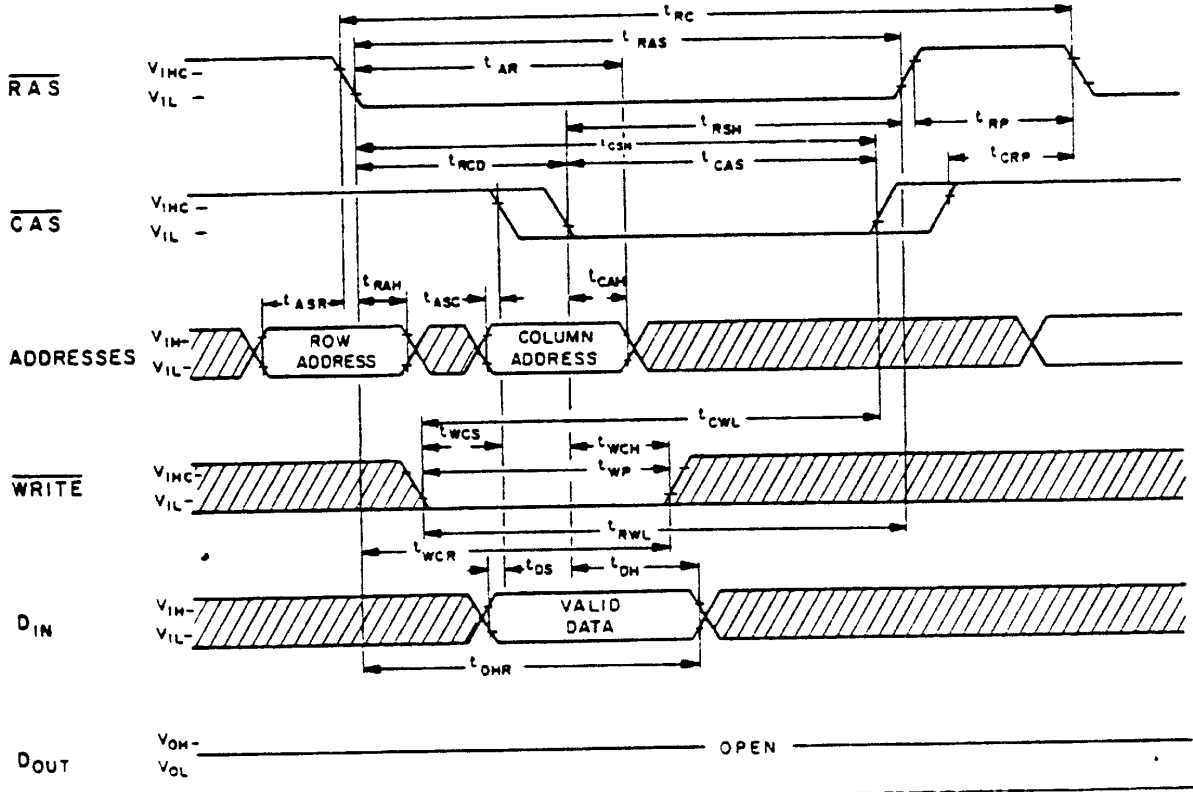 tRC
tRAS
tAR
RAS
VIHC
VIL
tRSH
tRP
tCSH
tRCD
tCAS
tCRP
CAS
VIHC
VIL
tASR
tRAH
tASC
tCAH
ADDRESSES
VIH
VIL
ROW
ADDRESS
COLUMN
ADDRESS
tCWL
tWCS
tWCH
tWP
WRITE
VIHC
VIL
tRWL
tWCR
tDS
tDH
DIN
VIH
VIL
VALID
DATA
tDHR
DOUT
VOH
VOL
OPEN